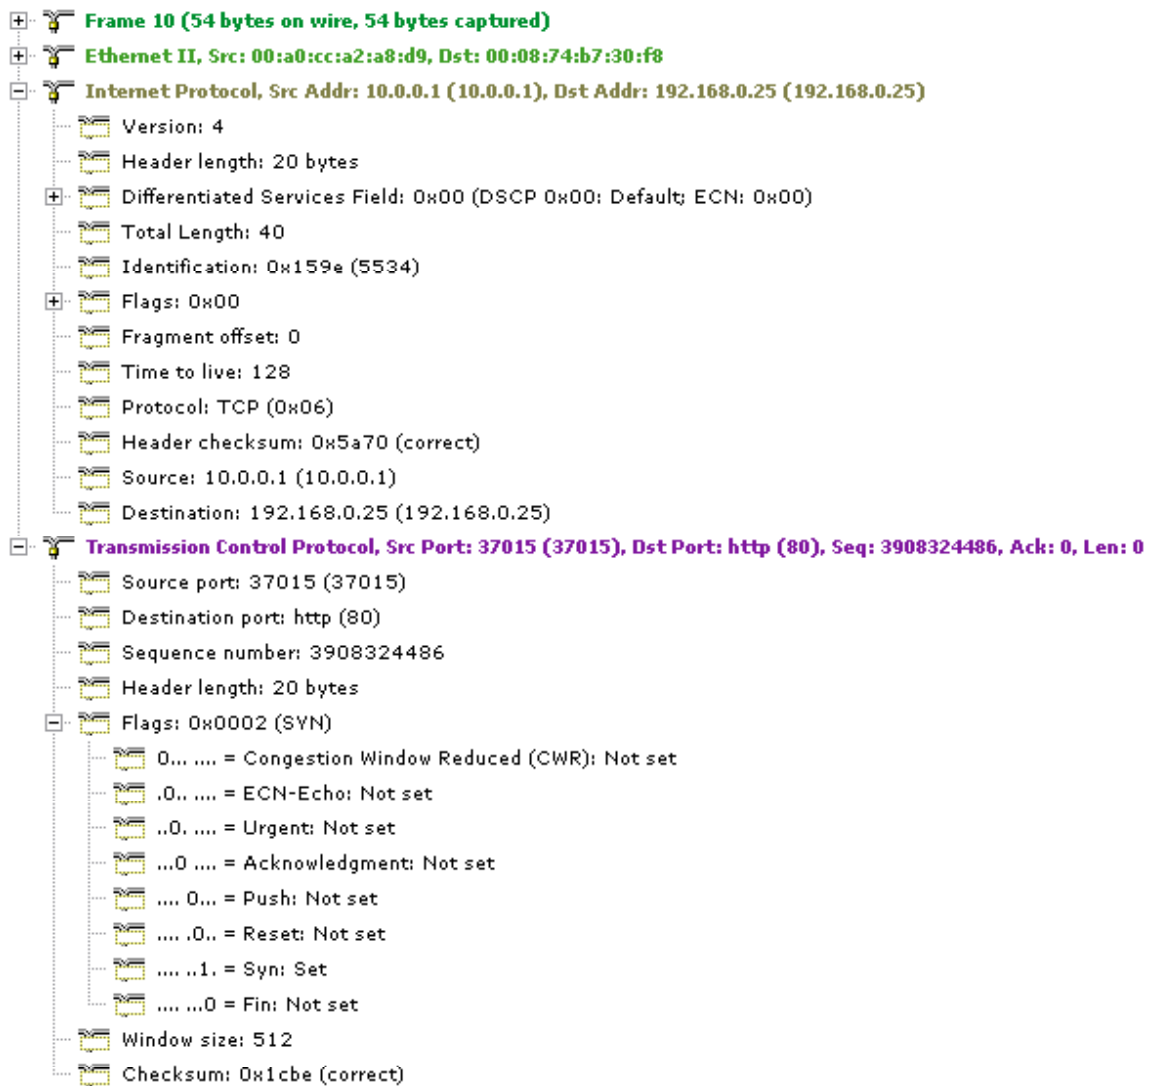 Frame 10 (54 bytes on wire, 54 bytes captured)
Ethernet II, Src: 00:a0:cc:a2:a8:d9, Dst: 00:08:74:b7:30:f8
Internet Protocol, Src Addr: 10.0.0.1 (10.0.0.1), Dst Addr: 192.168.0.25 (192.168.0.25)
Version: 4
Header length: 20 bytes
Differentiated Services Field: 0x00 (DSCP 0x00: Default; ECN: 0x00)
Total Length: 40
Identification: 0x159e (5534)
Flags: 0x00
Fragment offset: 0
Time to live: 128
Protocol: TCP (0x06)
Header checksum: 0x5a70 (correct)
Source: 10.0.0.1 (10.0.0.1)
Destination: 192.168.0.25 (192.168.0.25)
Transmission Control Protocol, Src Port: 37015 (37015), Dst Port: http (80), Seq: 3908324486, Ack: 0, Len: 0
Source port: 37015 (37015)
Destination port: http (80)
Sequence number: 3908324486
Header length: 20 bytes
Flags: 0x0002 (SYN)
0... .... = Congestion Window Reduced (CWR): Not set
.0.. .... = ECN-Echo: Not set
..0. .... = Urgent: Not set
...0 .... = Acknowledgment: Not set
.... 0... = Push: Not set
.... .0.. = Reset: Not set
.... ..1. = Syn: Set
.... ...0 = Fin: Not set
Window size: 512
Checksum: 0x1cbe (correct)